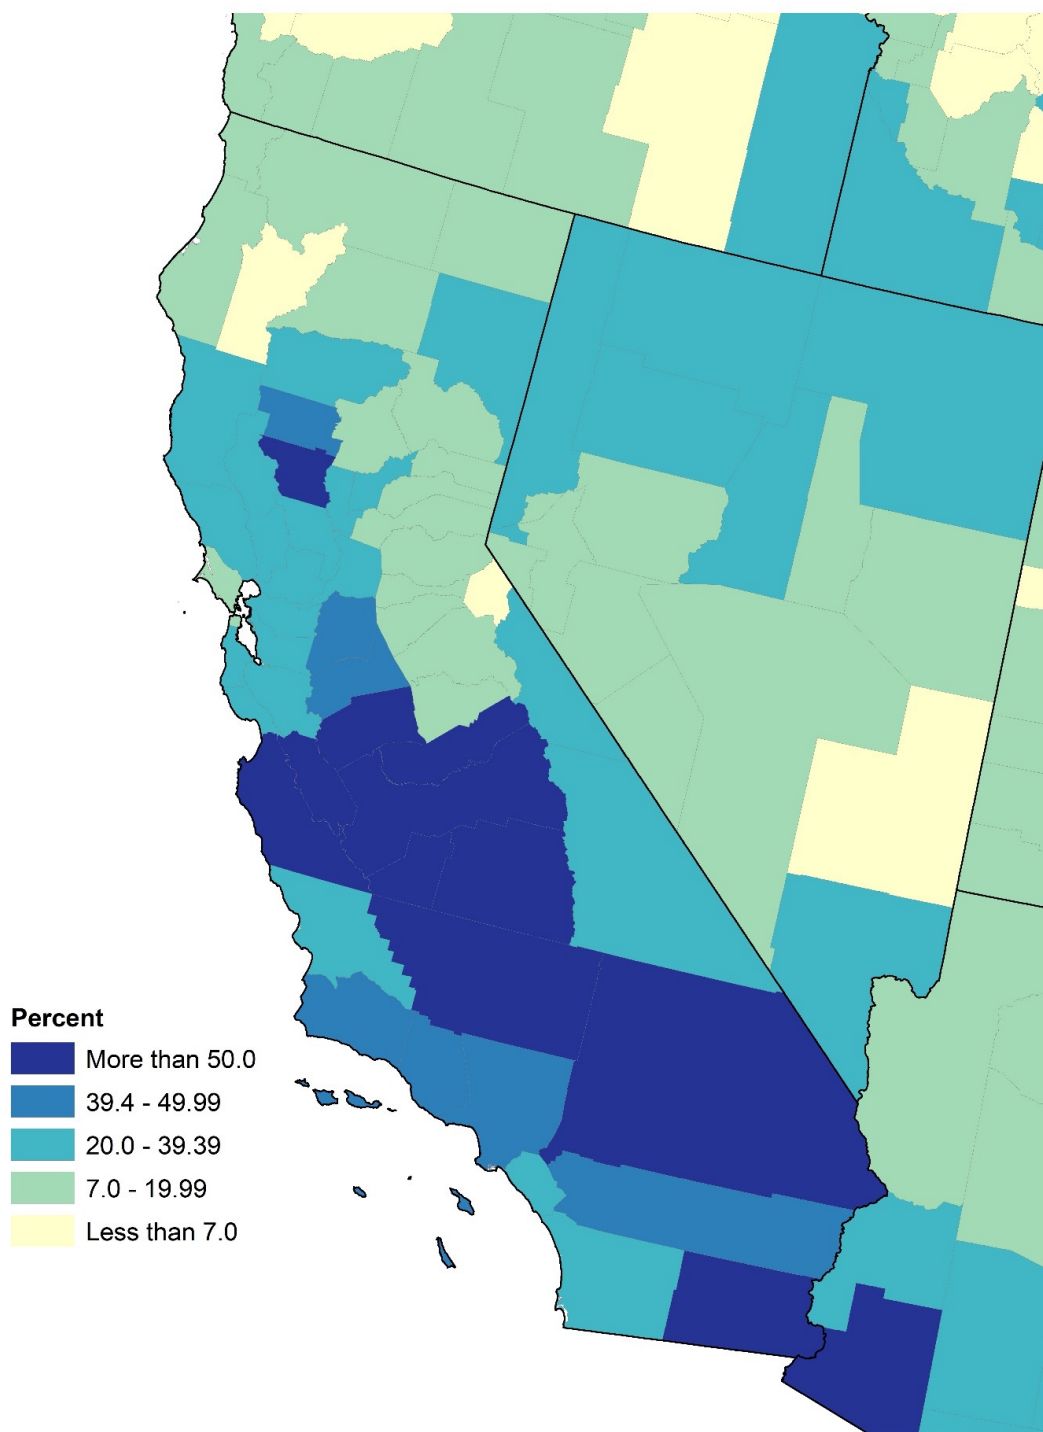 Percent
More than 50.0
39.4 - 49.99
20.0 - 39.39
7.0 - 19.99
Less than 7.0